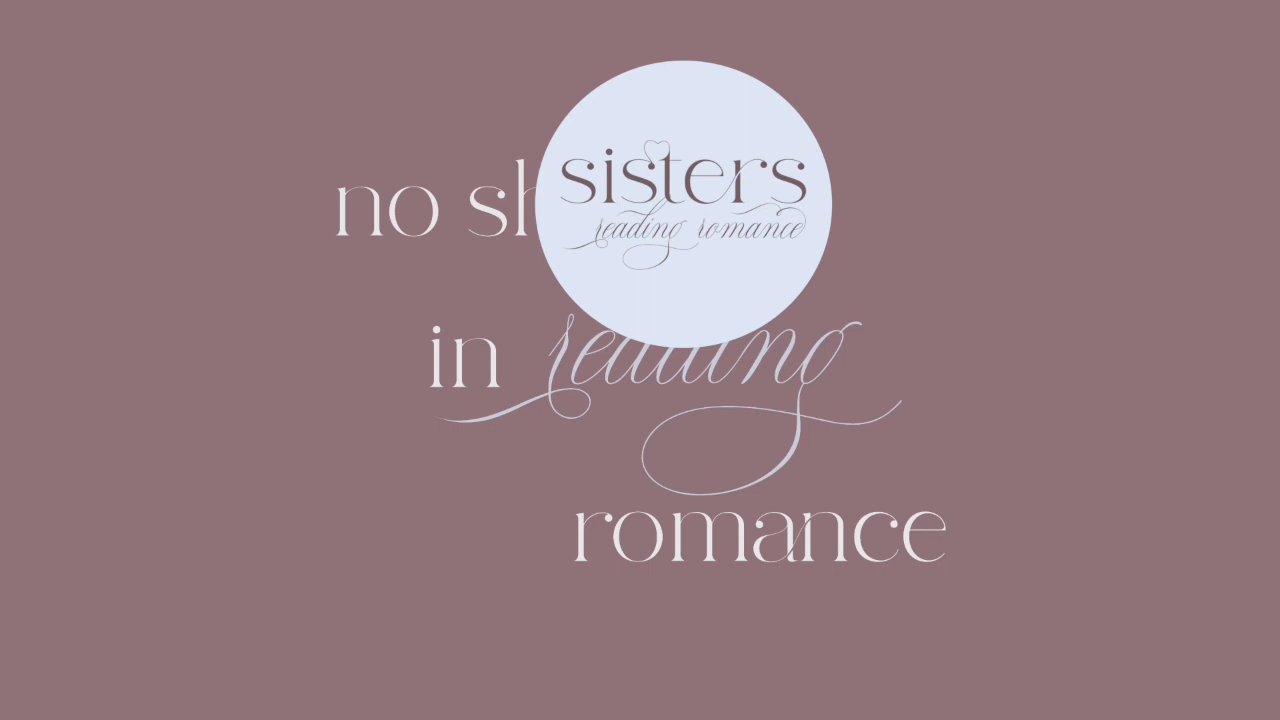 no sh
sisters
reading romance
in reading
romance